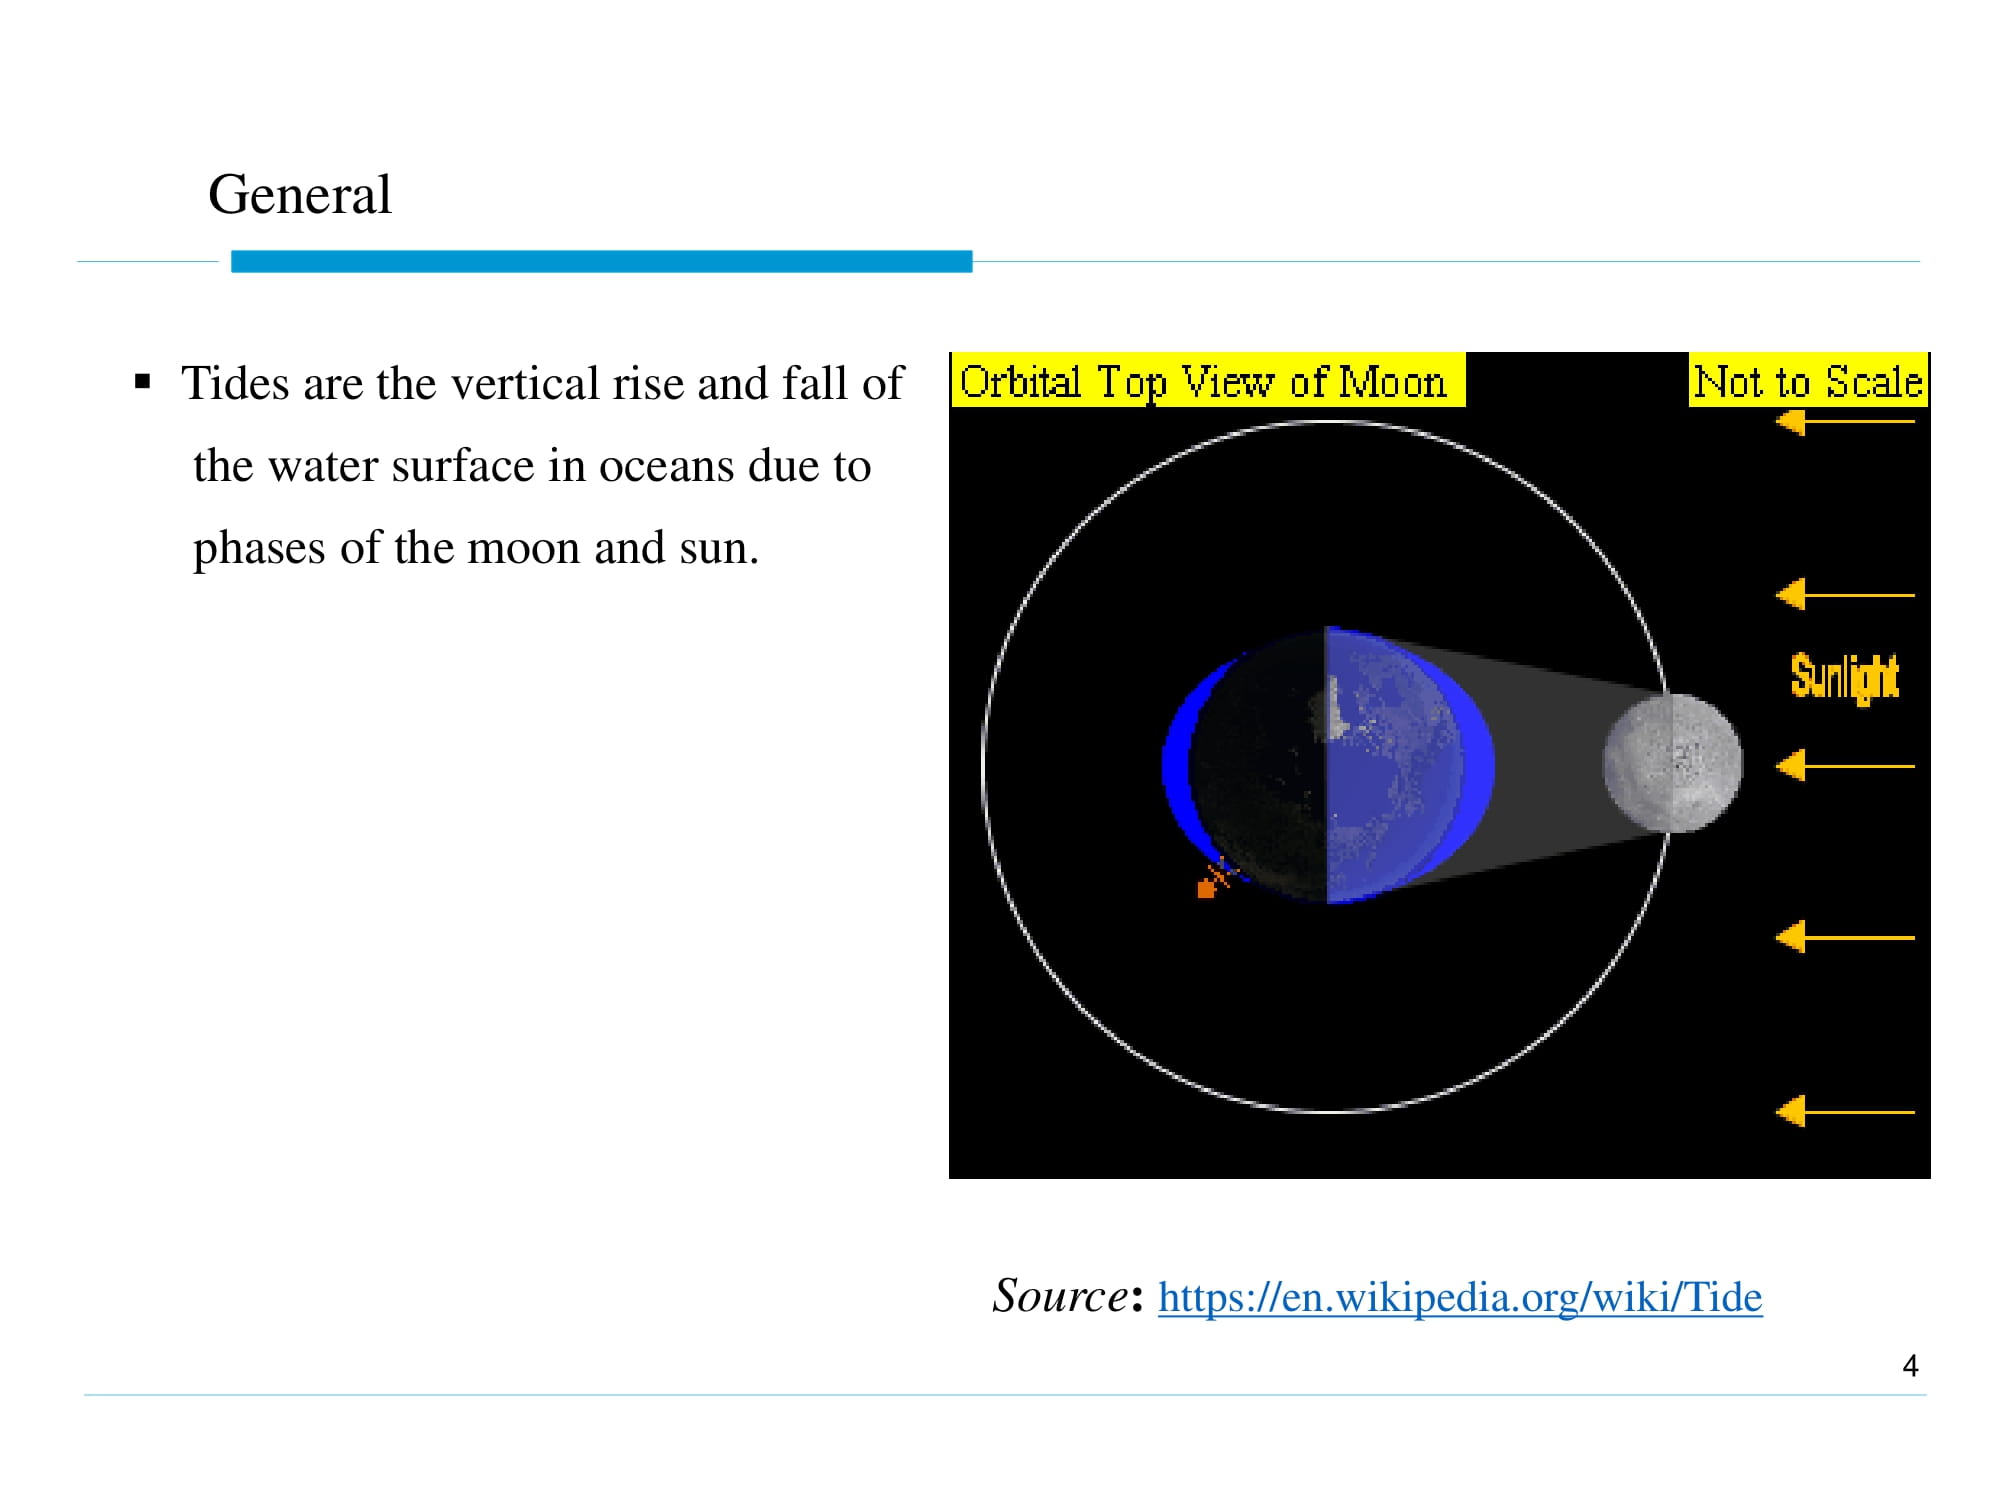 General
▪ Tides are the vertical rise and fall of
the water surface in oceans due to
phases of the moon and sun.
Orbital Top View of Moon
Not to Scale
Sunlight
Source: https://en.wikipedia.org/wiki/Tide
4